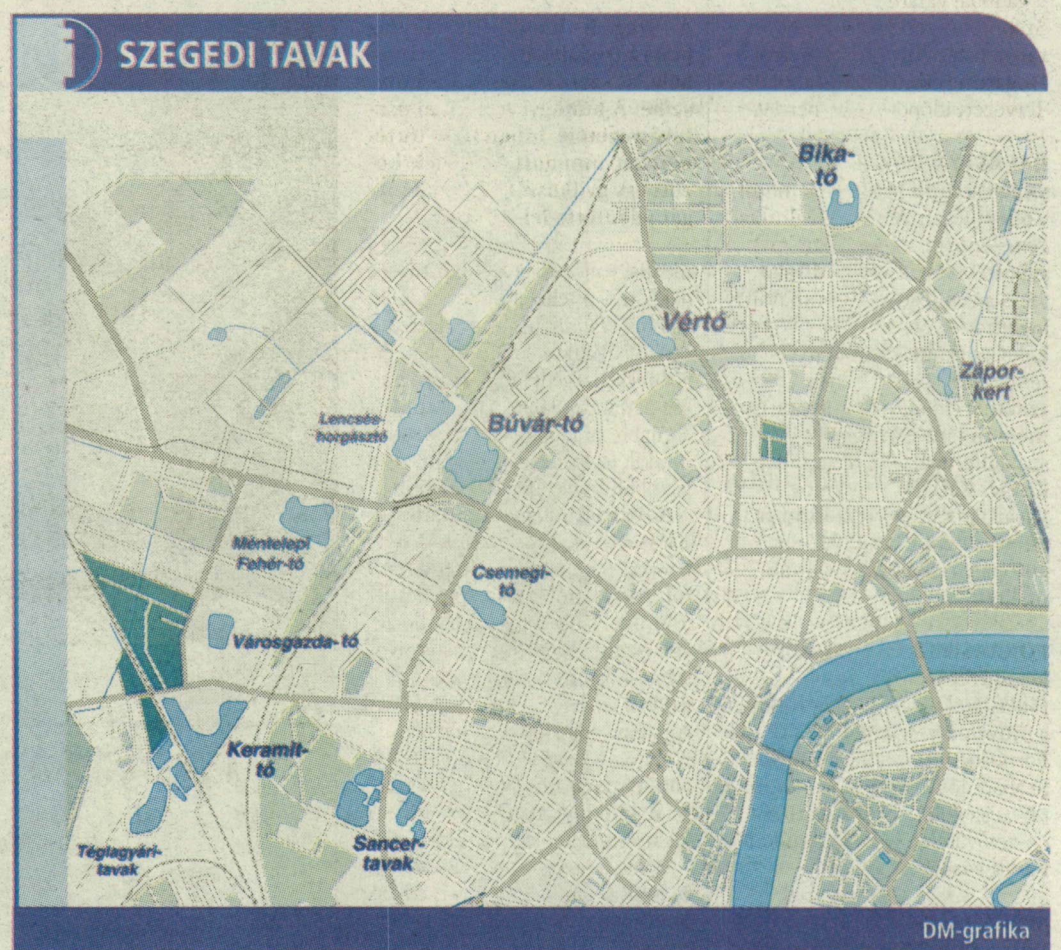 i
SZEGEDI TAVAK
Bika-
tó
Vértó
Zápor-
kert
Lencsés-
horgásztó
Búvár-tó
Méntelepi
Fehér-tó
Csemegi-
tó
Városgazda-tó
Keramit-
tó
Sancer-
tavak
Téglagyári-
tavak
DM-grafika